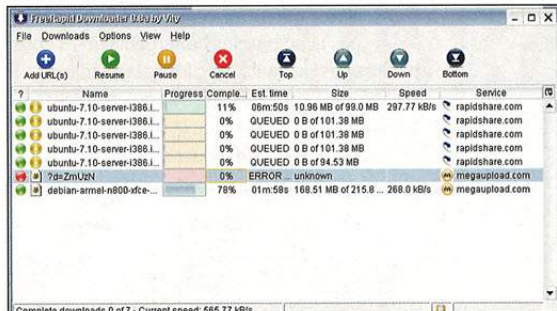 FreeRapid Downloader 0.8a by Vity
File Downloads Options View Help
Add URL(s) Resume Pause Cancel Top Up Down Bottom
? Name Progress Comple... Est. time Size Speed Service
ubuntu-7.10-server-i386.i... 11% 06m:50s 10.96 MB of 99.0 MB 297.77 kB/s rapidshare.com
ubuntu-7.10-server-i386.i... 0% QUEUED 0 B of 101.38 MB rapidshare.com
ubuntu-7.10-server-i386.i... 0% QUEUED 0 B of 101.38 MB rapidshare.com
ubuntu-7.10-server-i386.i... 0% QUEUED 0 B of 101.38 MB rapidshare.com
ubuntu-7.10-server-i386.i... 0% QUEUED 0 B of 94.53 MB rapidshare.com
?d=ZmUzN 0% ERROR ... unknown megaupload.com
debian-armel-n800-xfce-... 78% 01m:58s 168.51 MB of 215.8 ... 268.0 kB/s megaupload.com
Complete downloads 0 of 7 - Current speed: 565.77 kB/s